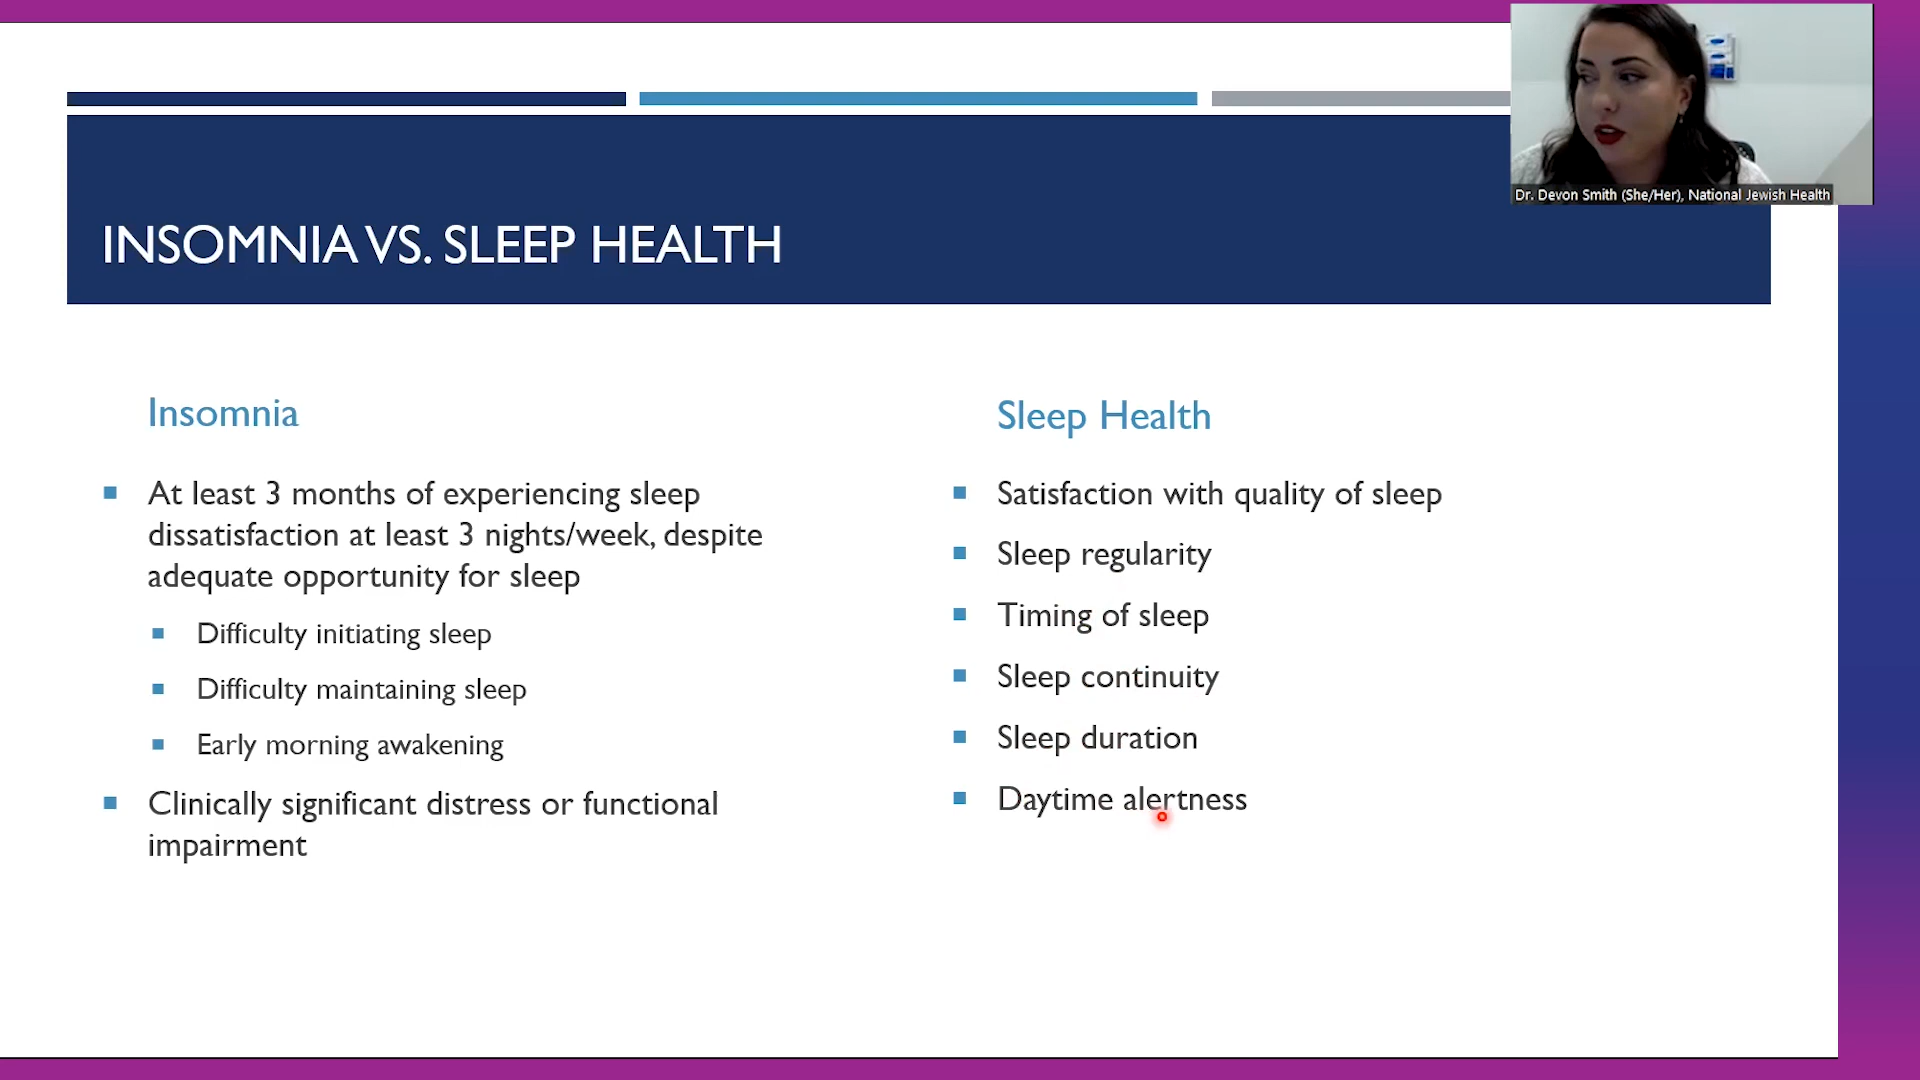 Dr. Devon Smith (She/Her), National Jewish Health
INSOMNIA VS. SLEEP HEALTH
Insomnia
At least 3 months of experiencing sleep
dissatisfaction at least 3 nights/week, despite
adequate opportunity for sleep
Difficulty initiating sleep
Difficulty maintaining sleep
Early morning awakening
Clinically significant distress or functional
impairment
Sleep Health
Satisfaction with quality of sleep
Sleep regularity
Timing of sleep
Sleep continuity
Sleep duration
Daytime alertness